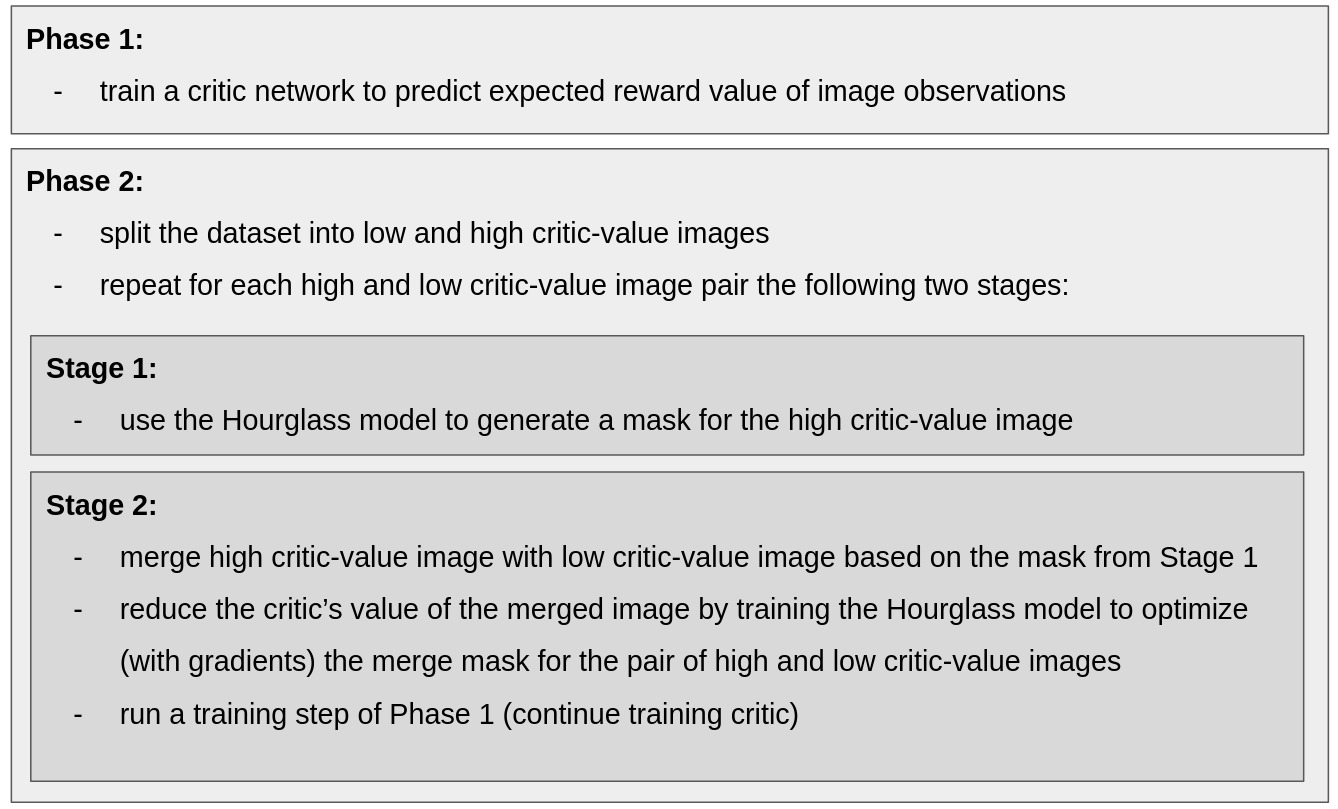 Phase 1:
- train a critic network to predict expected reward value of image observations
Phase 2:
- split the dataset into low and high critic-value images
- repeat for each high and low critic-value image pair the following two stages:
Stage 1:
- use the Hourglass model to generate a mask for the high critic-value image
Stage 2:
- merge high critic-value image with low critic-value image based on the mask from Stage 1
- reduce the critic’s value of the merged image by training the Hourglass model to optimize
(with gradients) the merge mask for the pair of high and low critic-value images
- run a training step of Phase 1 (continue training critic)